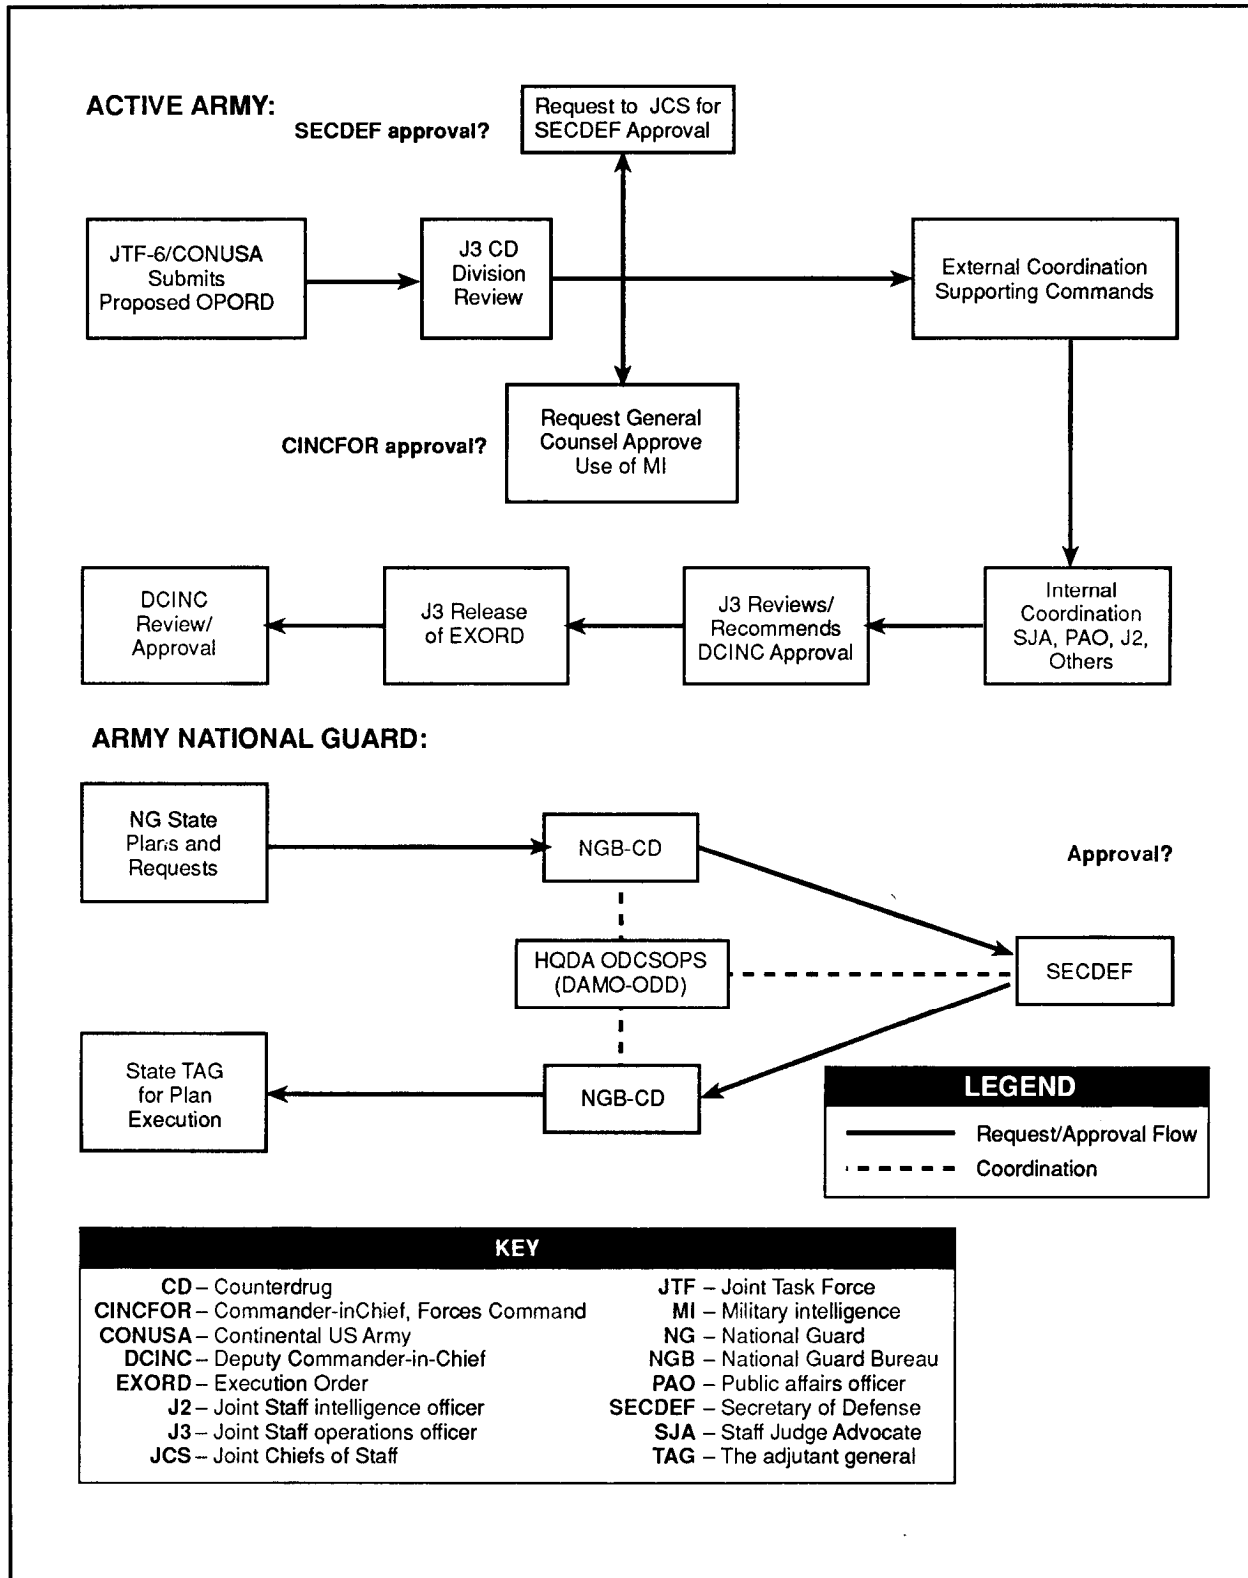 ACTIVE ARMY:
SECDEF approval?
Request to JCS for
SECDEF Approval
JTF-6/CONUSA
Submits
Proposed OPORD
J3 CD
Division
Review
External Coordination
Supporting Commands
CINCFOR approval?
Request General
Counsel Approve
Use of MI
DCINC
Review/
Approval
J3 Release
of EXORD
J3 Reviews/
Recommends
DCINC Approval
Internal
Coordination
SJA, PAO, J2,
Others
ARMY NATIONAL GUARD:
NG State
Plans and
Requests
NGB-CD
Approval?
HQDA ODCSOPS
(DAMO-ODD)
SECDEF
State TAG
for Plan
Execution
NGB-CD
LEGEND
Request/Approval Flow
Coordination
KEY
CD – Counterdrug
CINCFOR – Commander-inChief, Forces Command
CONUSA – Continental US Army
DCINC – Deputy Commander-in-Chief
EXORD – Execution Order
J2 – Joint Staff intelligence officer
J3 – Joint Staff operations officer
JCS – Joint Chiefs of Staff
JTF – Joint Task Force
MI – Military intelligence
NG – National Guard
NGB – National Guard Bureau
PAO – Public affairs officer
SECDEF – Secretary of Defense
SJA – Staff Judge Advocate
TAG – The adjutant general